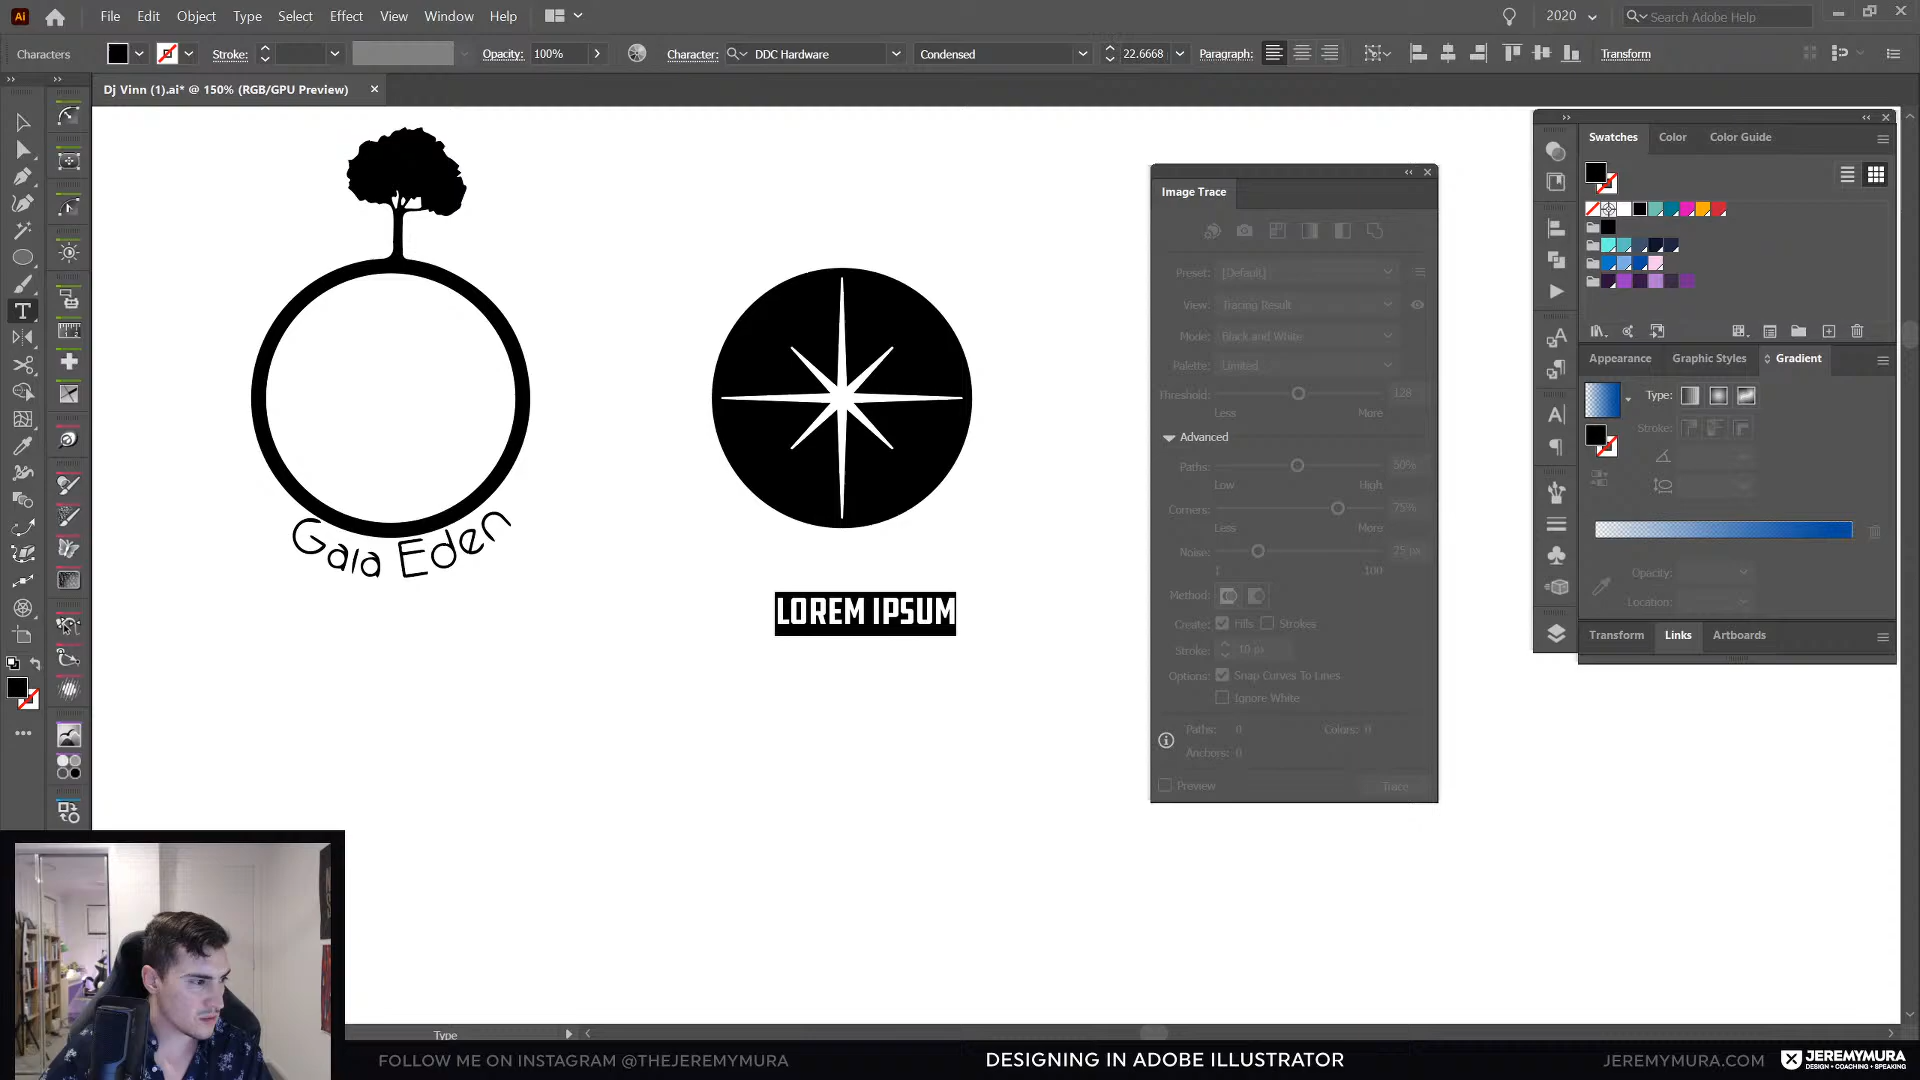 Ai File Edit Object Type Select Effect View Window Help 2020 Search Adobe Help
Characters Stroke: Opacity: 100% Character: DDC Hardware Condensed 22.6668 Paragraph: Transform
Dj Vinn (1).ai* @ 150% (RGB/GPU Preview)
Gaia Eden
LOREM IPSUM
Image Trace
Preset: [Default]
View: Tracing Result
Mode: Black and White
Palette: Limited
Threshold: 128
Less More
Advanced
Paths: 50%
Low High
Corners: 75%
Less More
Noise: 25 px
1 100
Method:
Create: Fills Strokes
Stroke: 10 px
Options: Snap Curves To Lines
Ignore White
Paths: 0 Colors: 0
Anchors: 0
Preview Trace
Swatches Color Color Guide
Appearance Graphic Styles Gradient
Type:
Stroke:
Opacity:
Location:
Transform Links Artboards
Type
FOLLOW ME ON INSTAGRAM @THEJEREMYMURA DESIGNING IN ADOBE ILLUSTRATOR JEREMYMURA.COM JEREMYMURA
DESIGN • COACHING • SPEAKING